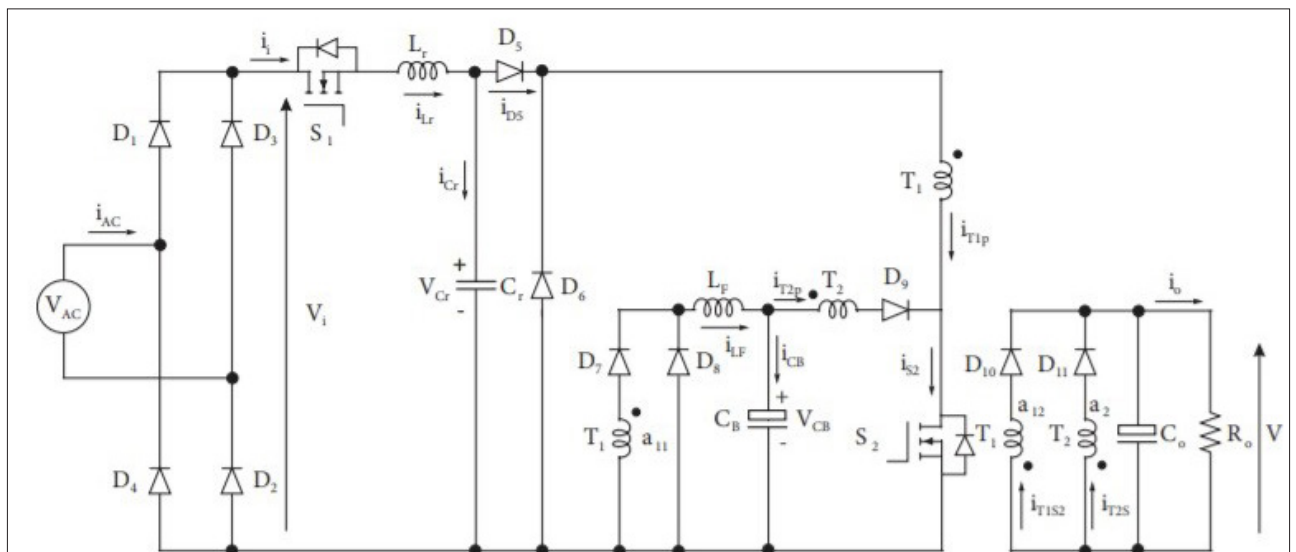 i_i
S_1
L_r
i_Lr
D_5
i_D5
D_1
D_3
i_AC
V_AC
V_i
D_4
D_2
i_Cr
+
V_Cr
-
C_r
D_6
T_1
i_T1p
L_F
i_LF
i_T2p
T_2
D_9
D_7
D_8
i_CB
T_1
a_11
C_B
+
V_CB
-
i_S2
S_2
D_10
D_11
i_o
a_12
a_2
T_1
T_2
C_o
R_o
V
i_T1S2
i_T2S